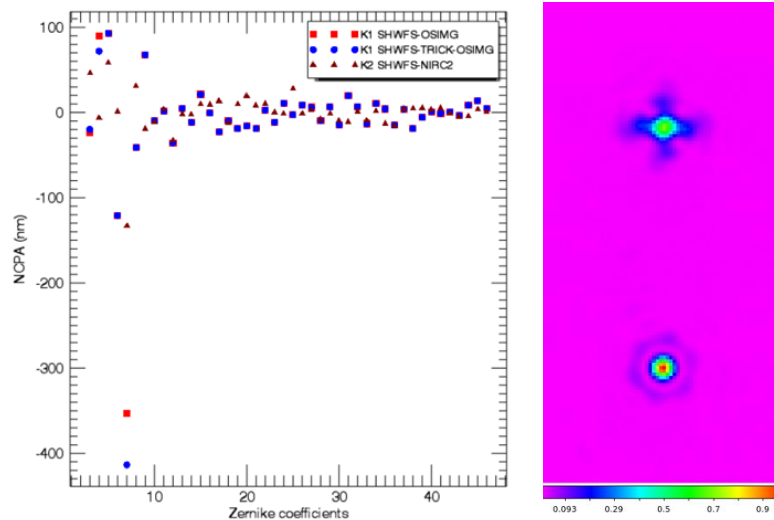 100
0
-100
-200
-300
-400
NCPA (nm)
10
20
30
40
Zernike coefficients
K1 SHWFS-OSIMG
K1 SHWFS-TRICK-OSIMG
K2 SHWFS-NIRC2
0.093 0.29 0.5 0.7 0.9